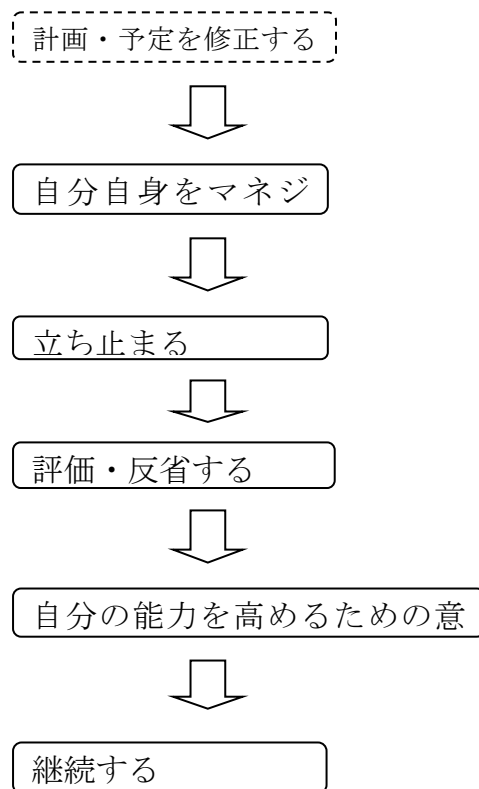 計画・予定を修正する
自分自身をマネジ
立ち止まる
評価・反省する
自分の能力を高めるための意
継続する